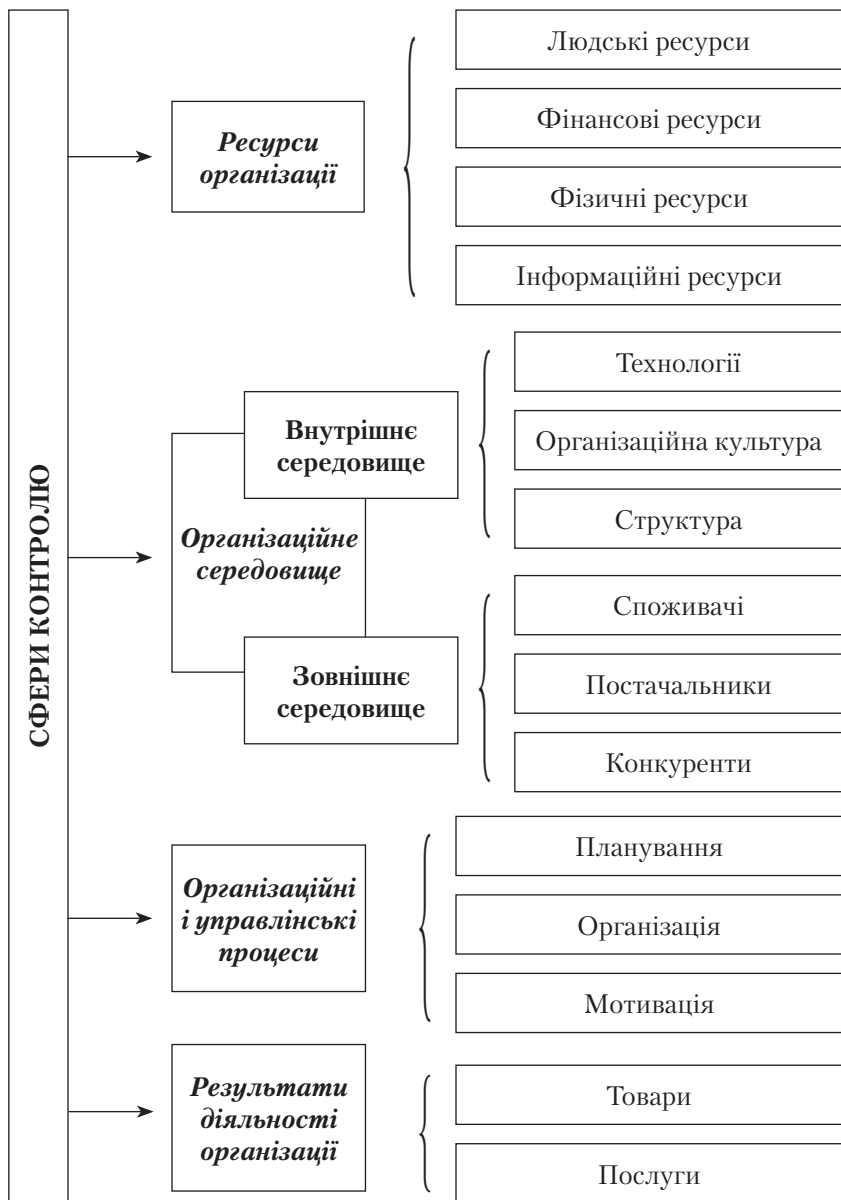 СФЕРИ КОНТРОЛЮ
Ресурси
організації
Людські ресурси
Фінансові ресурси
Фізичні ресурси
Інформаційні ресурси
Організаційне
середовище
Внутрішнє
середовище
Технології
Організаційна культура
Структура
Зовнішнє
середовище
Споживачі
Постачальники
Конкуренти
Організаційні
і управлінські
процеси
Планування
Організація
Мотивація
Результати
діяльності
організації
Товари
Послуги